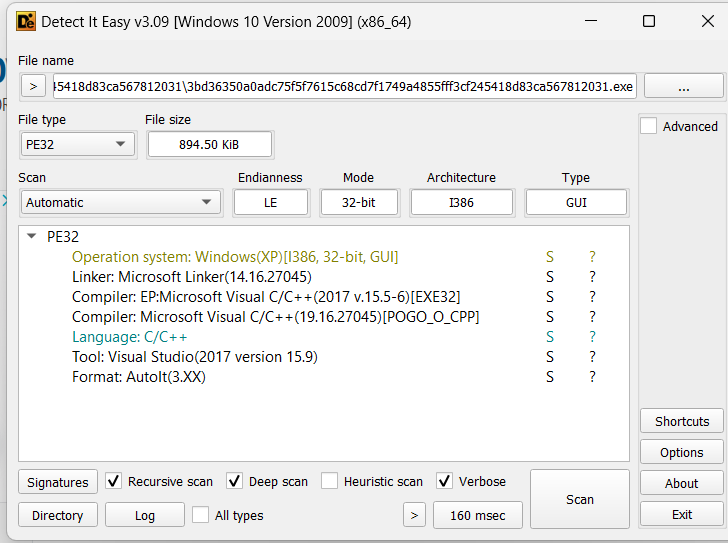 Detect It Easy v3.09 [Windows 10 Version 2009] (x86_64)
File name
> 45418d83ca567812031\3bd36350a0adc75f5f7615c68cd7f1749a4855fff3cf245418d83ca567812031.exe ...
File type File size Advanced
PE32 894.50 KiB
Scan Endianness Mode Architecture Type
Automatic LE 32-bit I386 GUI
PE32
Operation system: Windows(XP)[I386, 32-bit, GUI] S ?
Linker: Microsoft Linker(14.16.27045) S ?
Compiler: EP:Microsoft Visual C/C++(2017 v.15.5-6)[EXE32] S ?
Compiler: Microsoft Visual C/C++(19.16.27045)[POGO_O_CPP] S ?
Language: C/C++ S ?
Tool: Visual Studio(2017 version 15.9) S ?
Format: AutoIt(3.XX) S ?
Shortcuts
Options
Signatures Recursive scan Deep scan Heuristic scan Verbose Scan About
Directory Log All types > 160 msec Exit